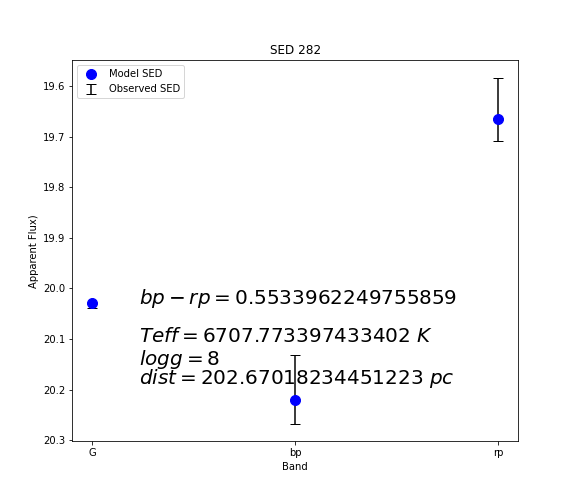 SED 282
Model SED
Observed SED
19.6
19.7
19.8
19.9
20.0
20.1
20.2
20.3
Apparent Flux)
bp − rp = 0.5533962249755859
Teff = 6707.773397433402 K
logg = 8
dist = 202.67018234451223 pc
G bp rp
Band